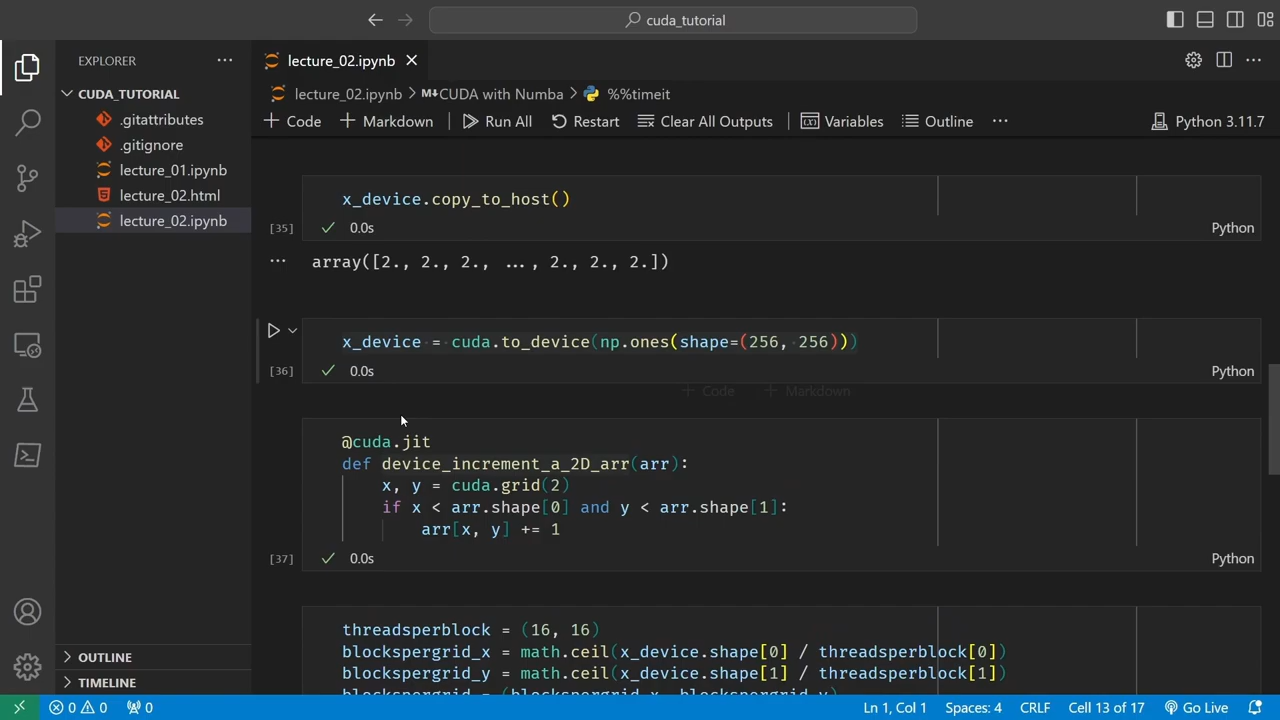 cuda_tutorial
EXPLORER
lecture_02.ipynb
CUDA_TUTORIAL
.gitattributes
.gitignore
lecture_01.ipynb
lecture_02.html
lecture_02.ipynb
OUTLINE
TIMELINE
lecture_02.ipynb > M↓CUDA with Numba > %%timeit
+ Code + Markdown Run All Restart Clear All Outputs Variables Outline ... Python 3.11.7
x_device.copy_to_host()
[35] ✓ 0.0s Python
... array([2., 2., 2., ..., 2., 2., 2.])
x_device = cuda.to_device(np.ones(shape=(256, 256)))
[36] ✓ 0.0s Python
+ Code + Markdown
@cuda.jit
def device_increment_a_2D_arr(arr):
x, y = cuda.grid(2)
if x < arr.shape[0] and y < arr.shape[1]:
arr[x, y] += 1
[37] ✓ 0.0s Python
threadsperblock = (16, 16)
blockspergrid_x = math.ceil(x_device.shape[0] / threadsperblock[0])
blockspergrid_y = math.ceil(x_device.shape[1] / threadsperblock[1])
blockspergrid = (blockspergrid_x, blockspergrid_y)
0 0 0 Ln 1, Col 1 Spaces: 4 CRLF Cell 13 of 17 Go Live